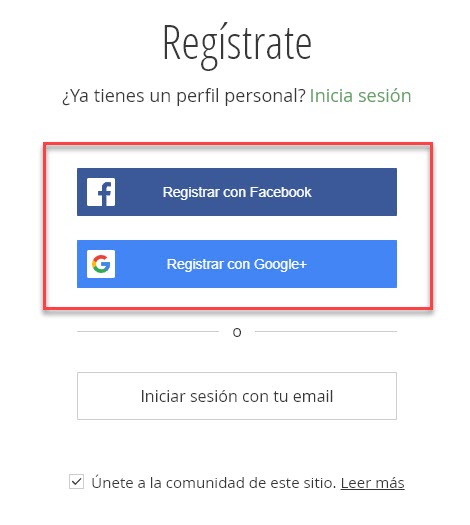 Regístrate
¿Ya tienes un perfil personal? Inicia sesión
Registrar con Facebook
Registrar con Google+
o
Iniciar sesión con tu email
Únete a la comunidad de este sitio. Leer más